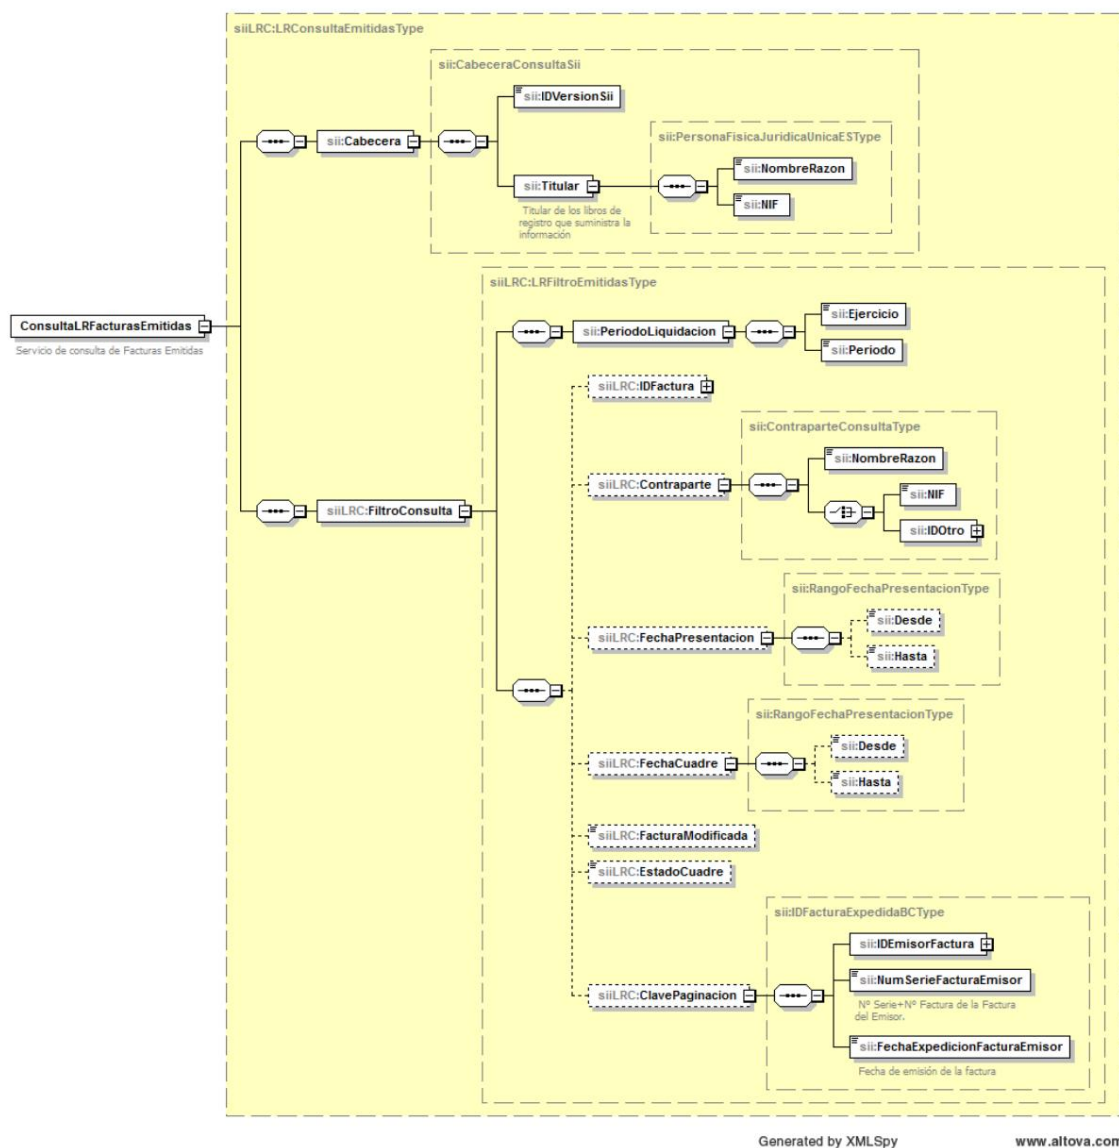 siiLRC:LRConsultaEmitidasType
sii:CabeceraConsultaSii
sii:IDVersionSii
sii:PersonaFisicaJuridicaUnicaESType
sii:Cabecera
sii:NombreRazon
sii:Titular
sii:NIF
Titular de los libros de
registro que suministra la
información
siiLRC:LRFiltroEmitidasType
ConsultaLRFacturasEmitidas
Servicio de consulta de Facturas Emitidas
sii:PeriodoLiquidacion
sii:Ejercicio
sii:Periodo
siiLRC:IDFactura
sii:ContraparteConsultaType
sii:NombreRazon
siiLRC:Contraparte
sii:NIF
siiLRC:FiltroConsulta
sii:IDOtro
sii:RangoFechaPresentacionType
sii:Desde
siiLRC:FechaPresentacion
sii:Hasta
sii:RangoFechaPresentacionType
sii:Desde
siiLRC:FechaCuadre
sii:Hasta
siiLRC:FacturaModificada
siiLRC:EstadoCuadre
sii:IDFacturaExpedidaBCType
sii:IDEmisorFactura
sii:NumSerieFacturaEmisor
siiLRC:ClavePaginacion
Nº Serie+Nº Factura de la Factura
del Emisor.
sii:FechaExpedicionFacturaEmisor
Fecha de emisión de la factura
Generated by XMLSpy
www.altova.com